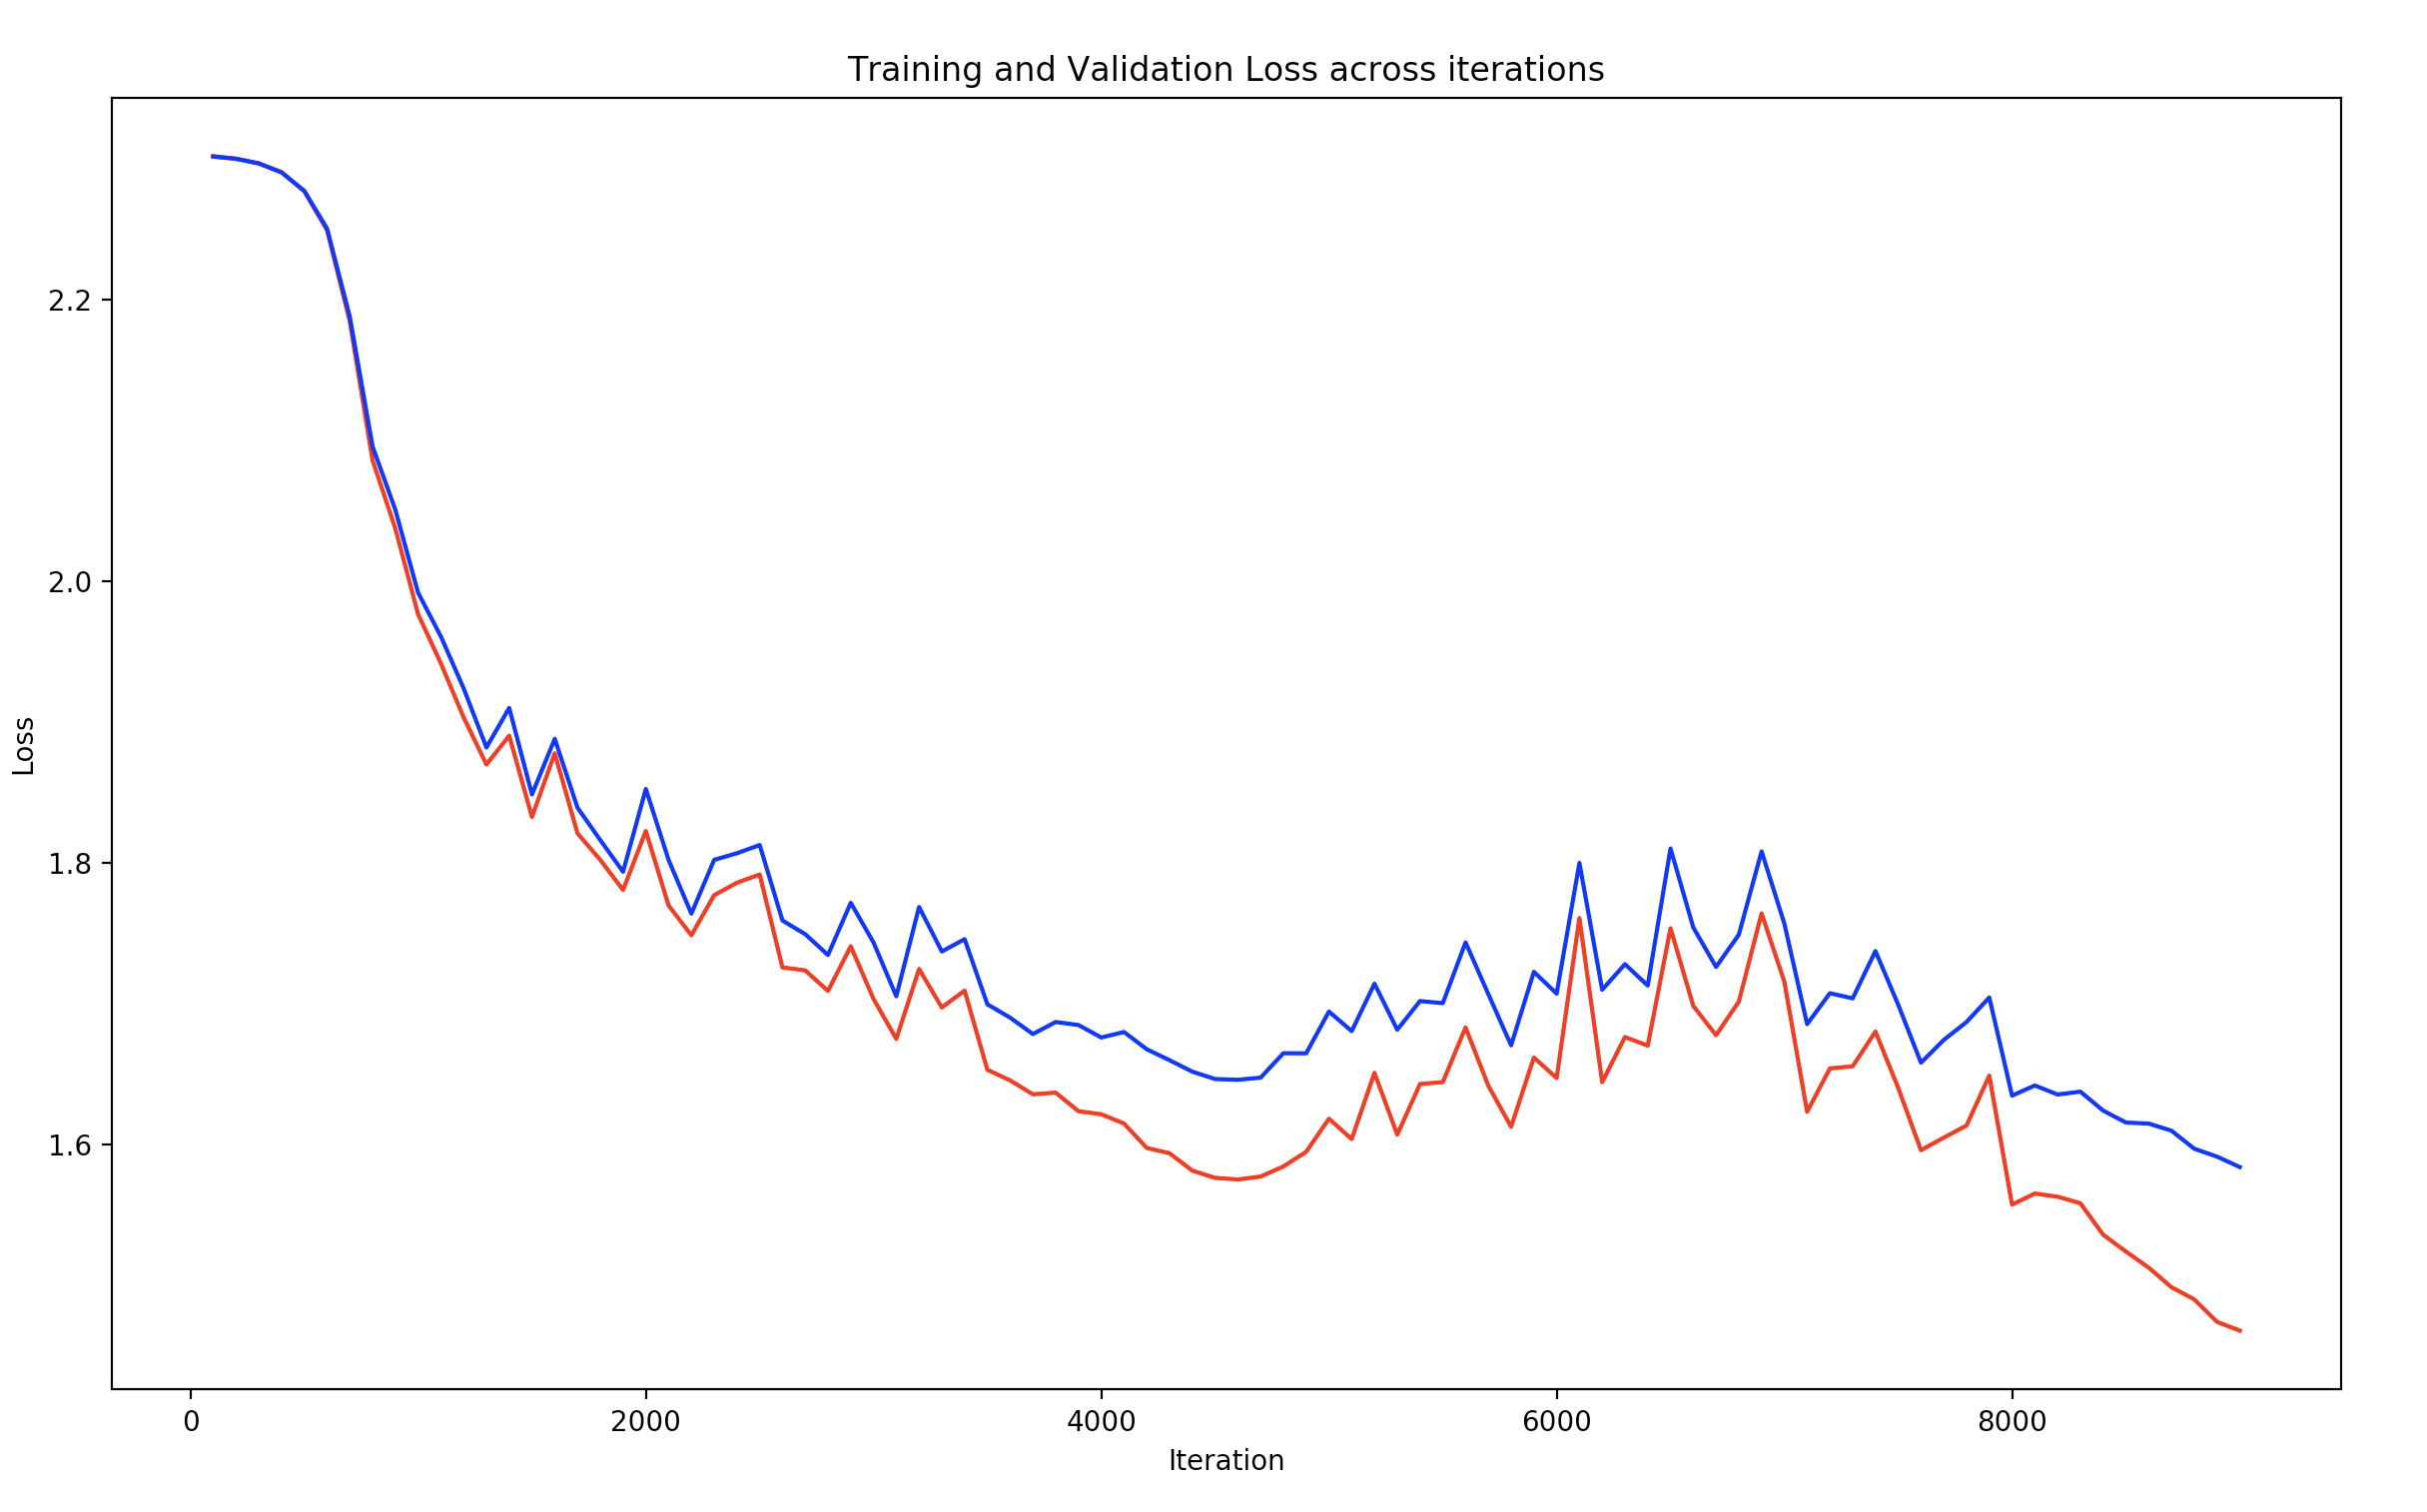 Training and Validation Loss across iterations
2.2
2.0
1.8
1.6
Loss
0 2000 4000 6000 8000
Iteration